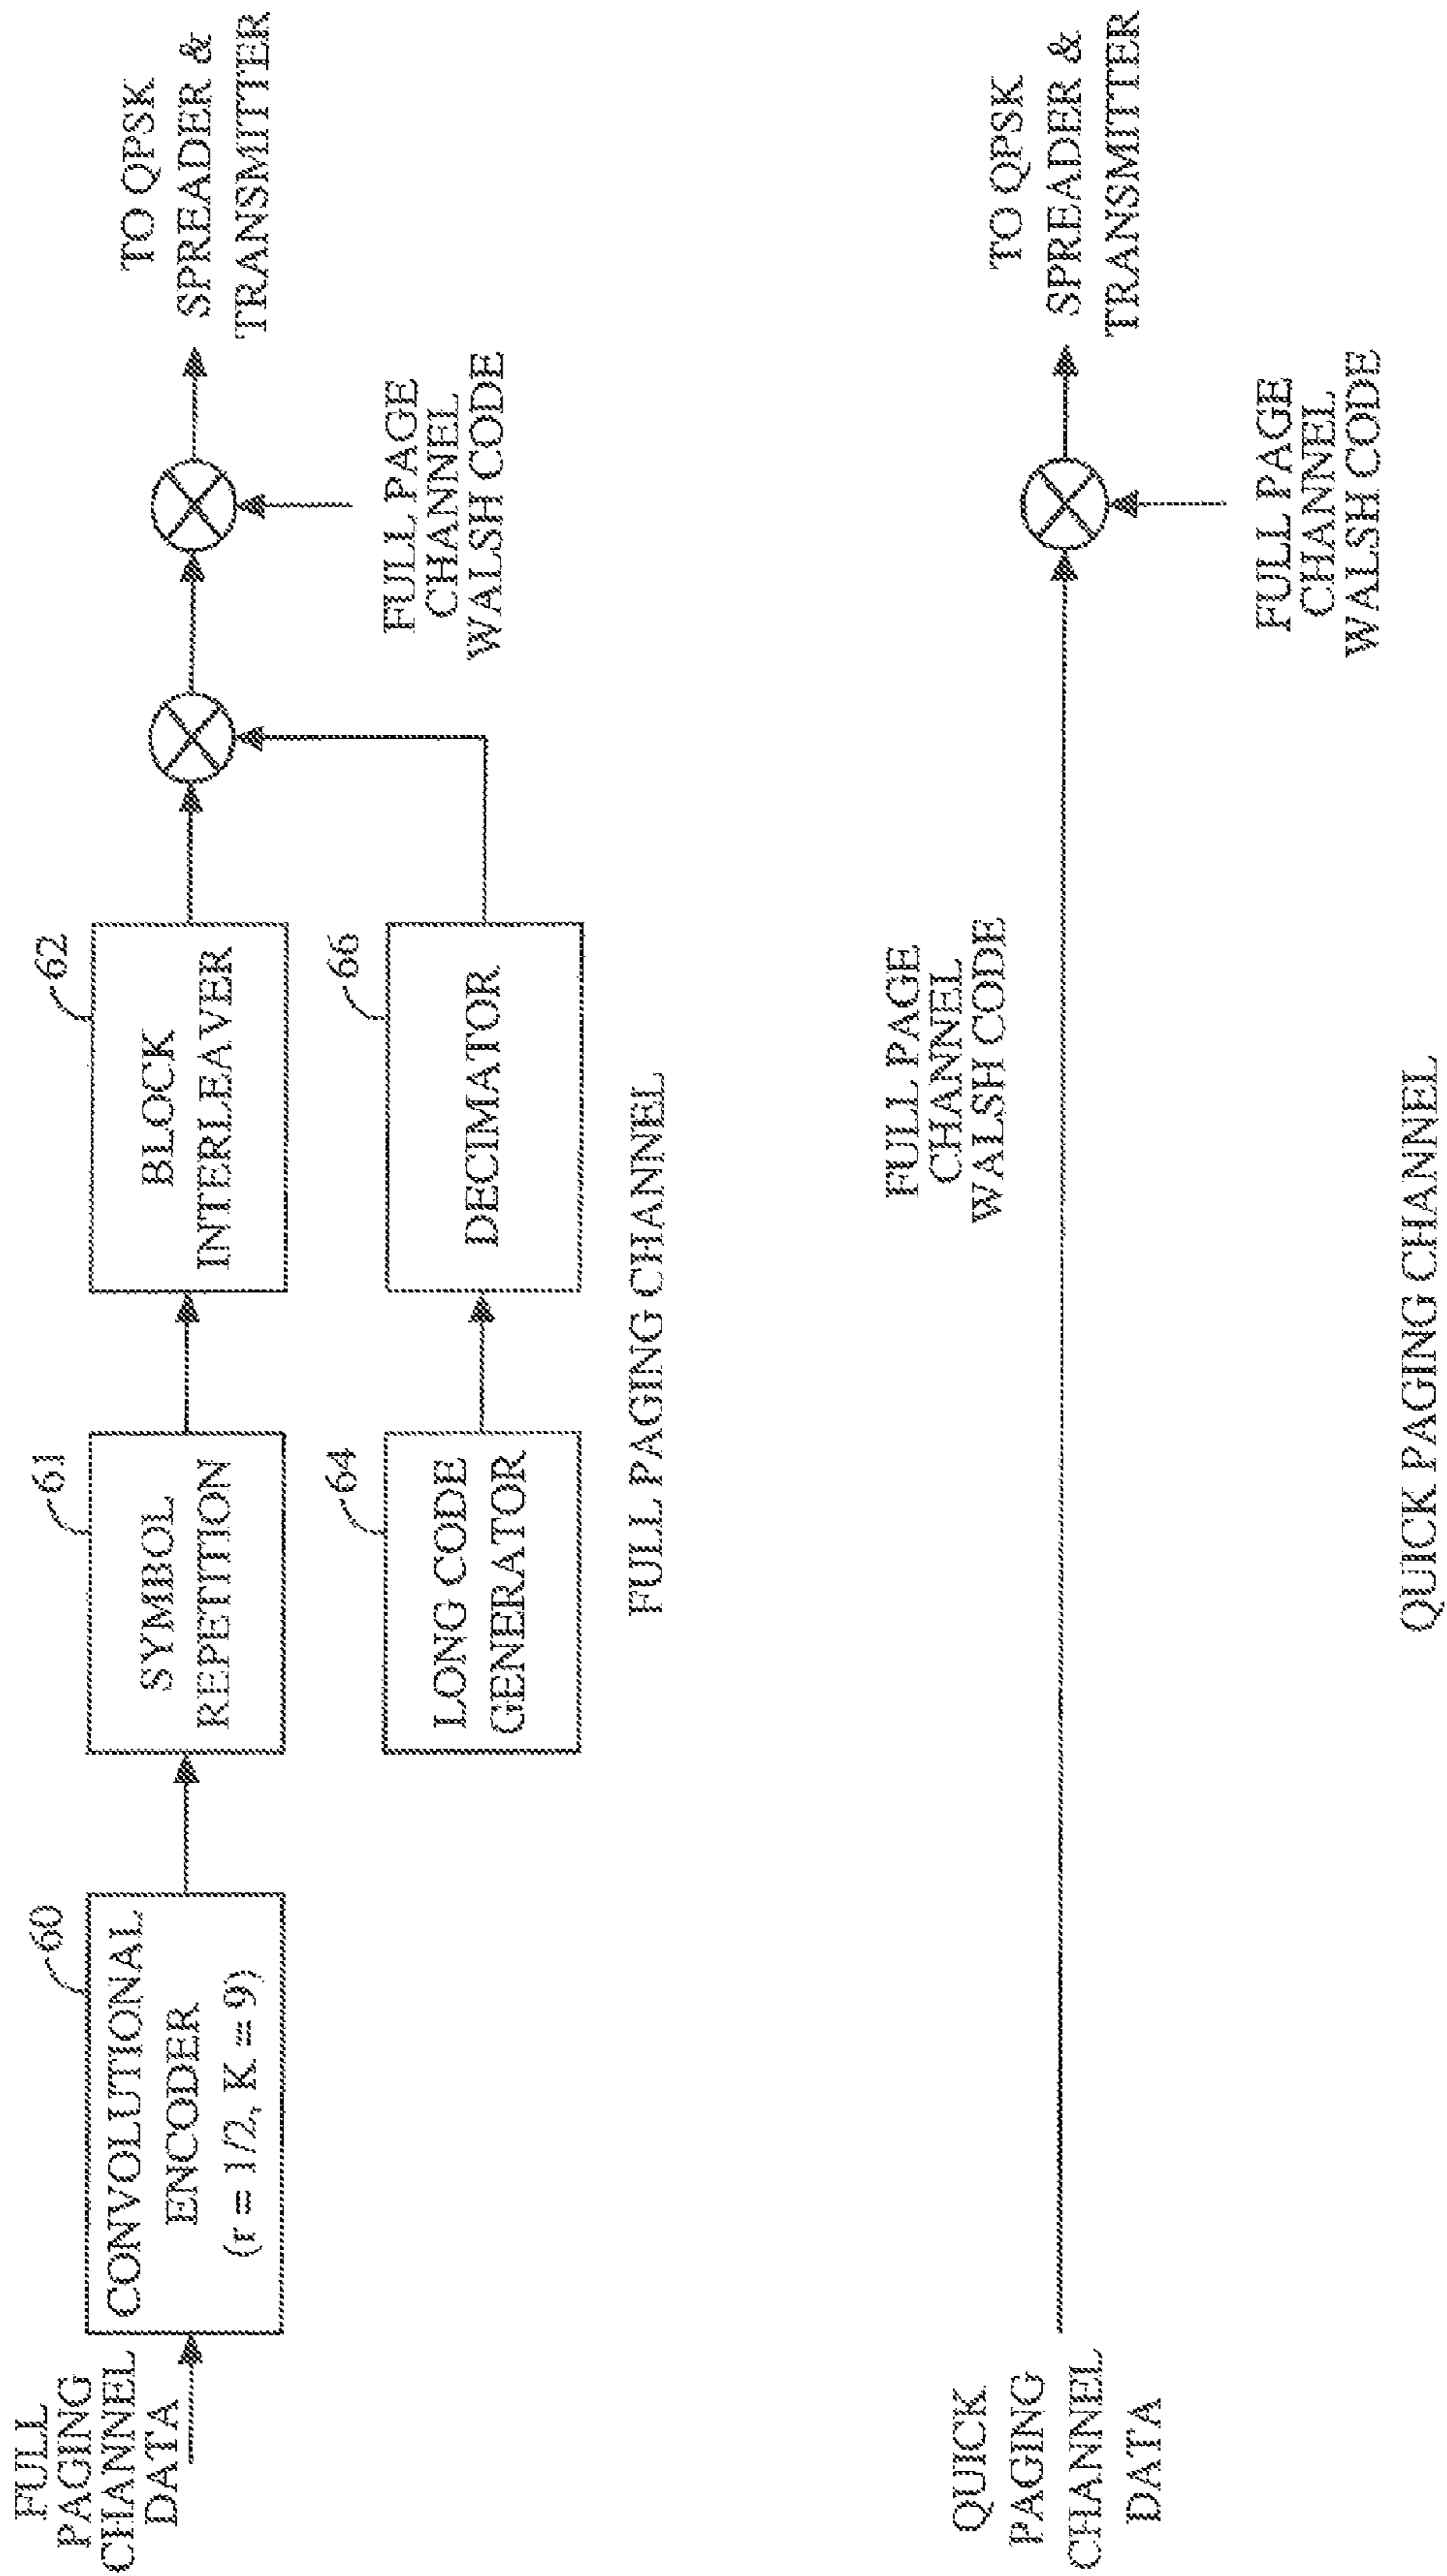 FULL
PAGING
CHANNEL
DATA
60
CONVOLUTIONAL
ENCODER
(r = 1/2, K = 9)
61
SYMBOL
REPETITION
62
BLOCK
INTERLEAVER
TO QPSK
SPREADER &
TRANSMITTER
64
LONG CODE
GENERATOR
66
DECIMATOR
FULL PAGE
CHANNEL
WALSH CODE
FULL PAGING CHANNEL
QUICK
PAGING
CHANNEL
DATA
FULL PAGE
CHANNEL
WALSH CODE
TO QPSK
SPREADER &
TRANSMITTER
FULL PAGE
CHANNEL
WALSH CODE
QUICK PAGING CHANNEL